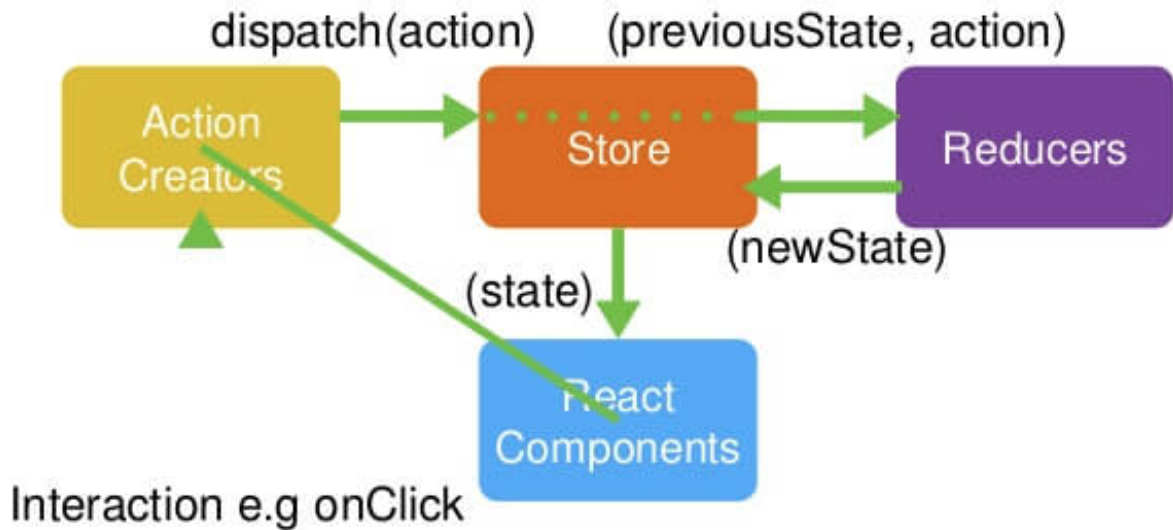 dispatch(action)
(previousState, action)
Action
Creators
Store
Reducers
(newState)
(state)
React
Components
Interaction e.g onClick